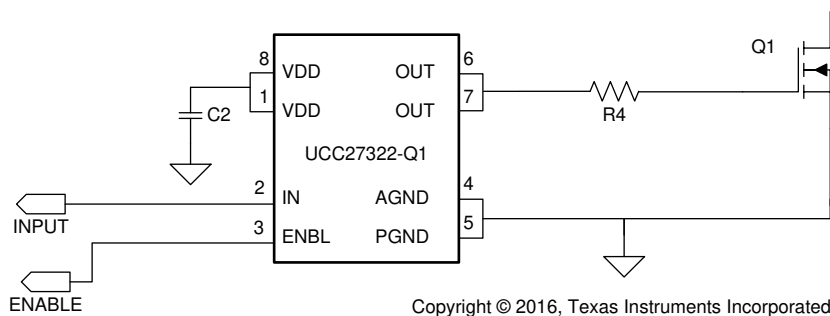 Q1
8
VDD
OUT
6
7
1
VDD
OUT
C2
R4
UCC27322-Q1
2
IN
AGND
4
INPUT
3
ENBL
PGND
5
ENABLE
Copyright © 2016, Texas Instruments Incorporated